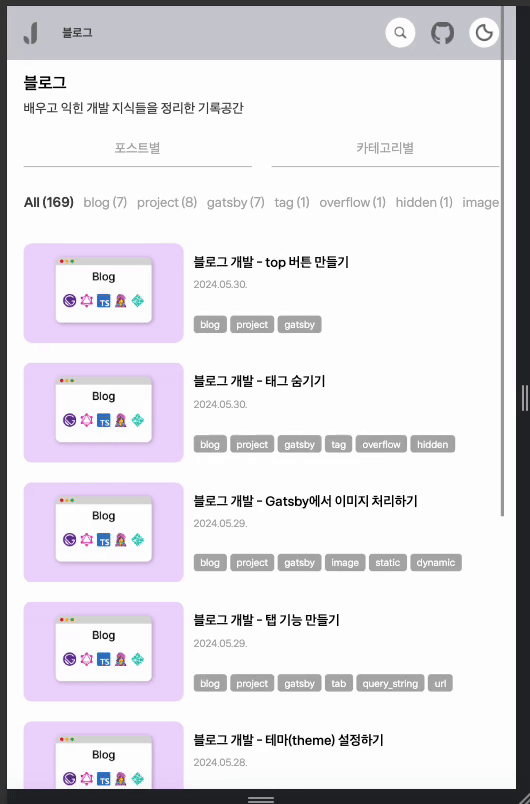 블로그
블로그
배우고 익힌 개발 지식들을 정리한 기록공간
포스트별 카테고리별
All (169) blog (7) project (8) gatsby (7) tag (1) overflow (1) hidden (1) image
Blog
TS
블로그 개발 - top 버튼 만들기
2024.05.30.
blog project gatsby
Blog
TS
블로그 개발 - 태그 숨기기
2024.05.30.
blog project gatsby tag overflow hidden
Blog
TS
블로그 개발 - Gatsby에서 이미지 처리하기
2024.05.29.
blog project gatsby image static dynamic
Blog
TS
블로그 개발 - 탭 기능 만들기
2024.05.29.
blog project gatsby tab query_string url
Blog
TS
블로그 개발 - 테마(theme) 설정하기
2024.05.28.